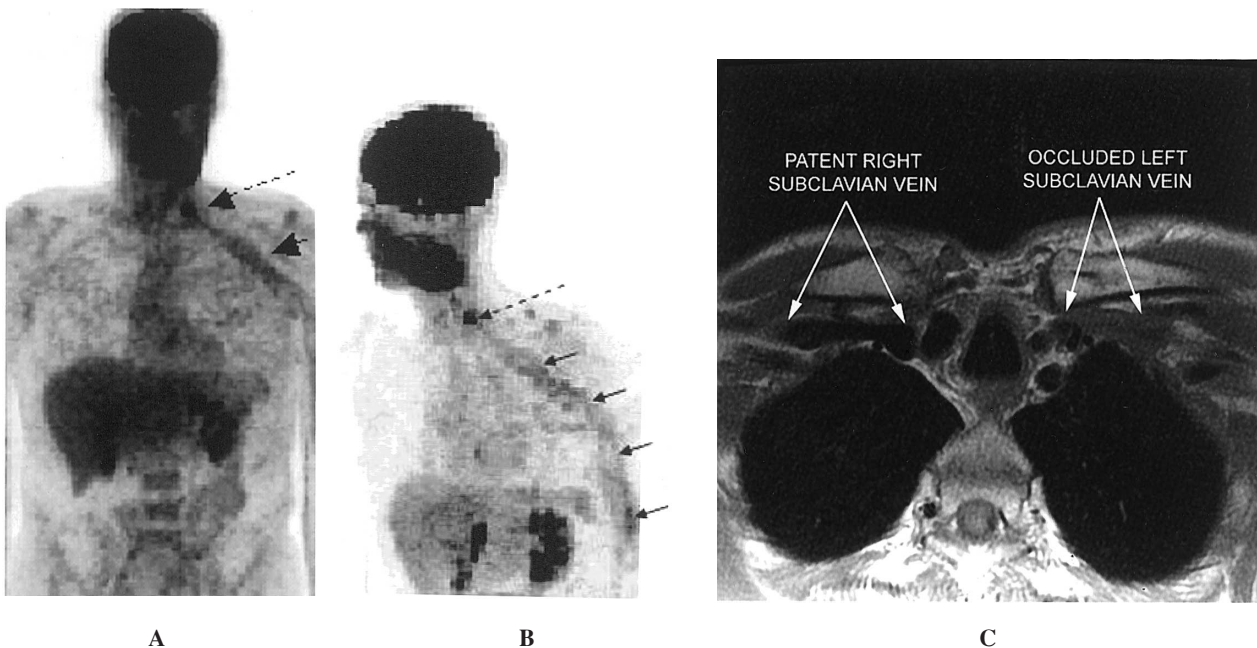 PATENT RIGHT
SUBCLAVIAN VEIN
OCCLUDED LEFT
SUBCLAVIAN VEIN
A
B
C